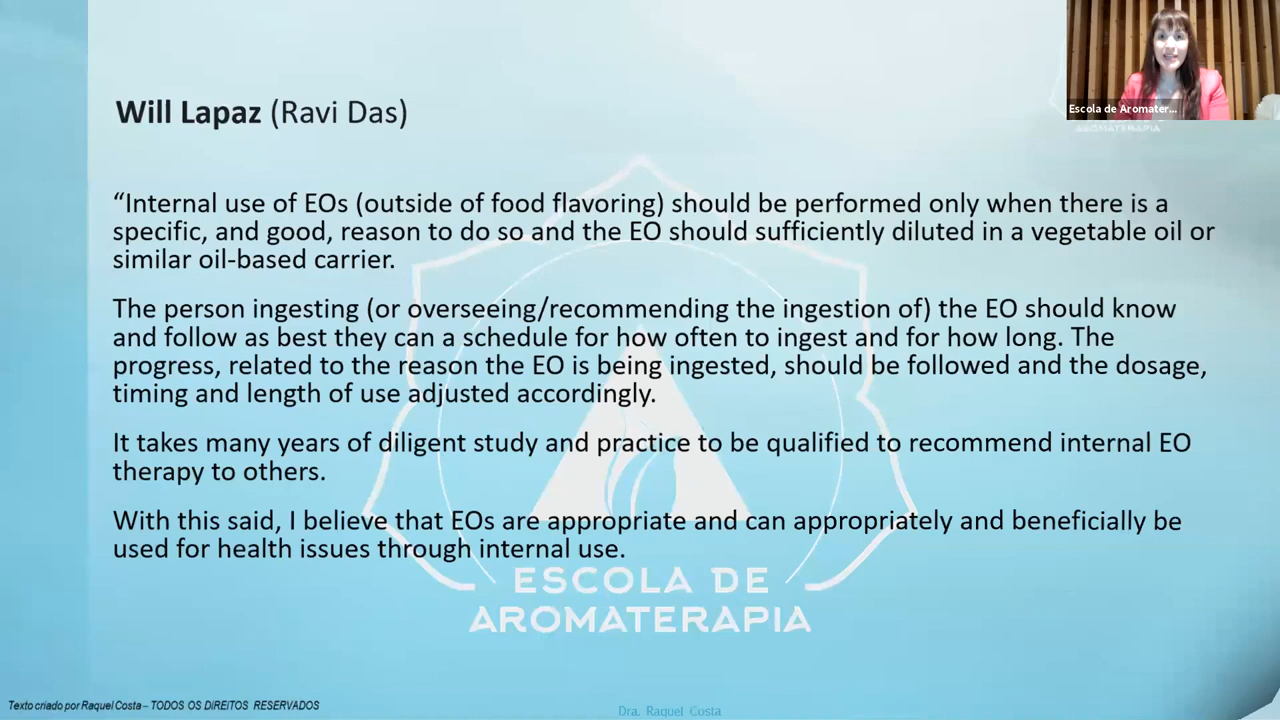 Escola de Aromater...
AROMATERAPIA
Will Lapaz (Ravi Das)
“Internal use of EOs (outside of food flavoring) should be performed only when there is a
specific, and good, reason to do so and the EO should sufficiently diluted in a vegetable oil or
similar oil-based carrier.
The person ingesting (or overseeing/recommending the ingestion of) the EO should know
and follow as best they can a schedule for how often to ingest and for how long. The
progress, related to the reason the EO is being ingested, should be followed and the dosage,
timing and length of use adjusted accordingly.
It takes many years of diligent study and practice to be qualified to recommend internal EO
therapy to others.
With this said, I believe that EOs are appropriate and can appropriately and beneficially be
used for health issues through internal use.
ESCOLA DE
AROMATERAPIA
Texto criado por Raquel Costa – TODOS OS DIREITOS RESERVADOS
Dra. Raquel Costa